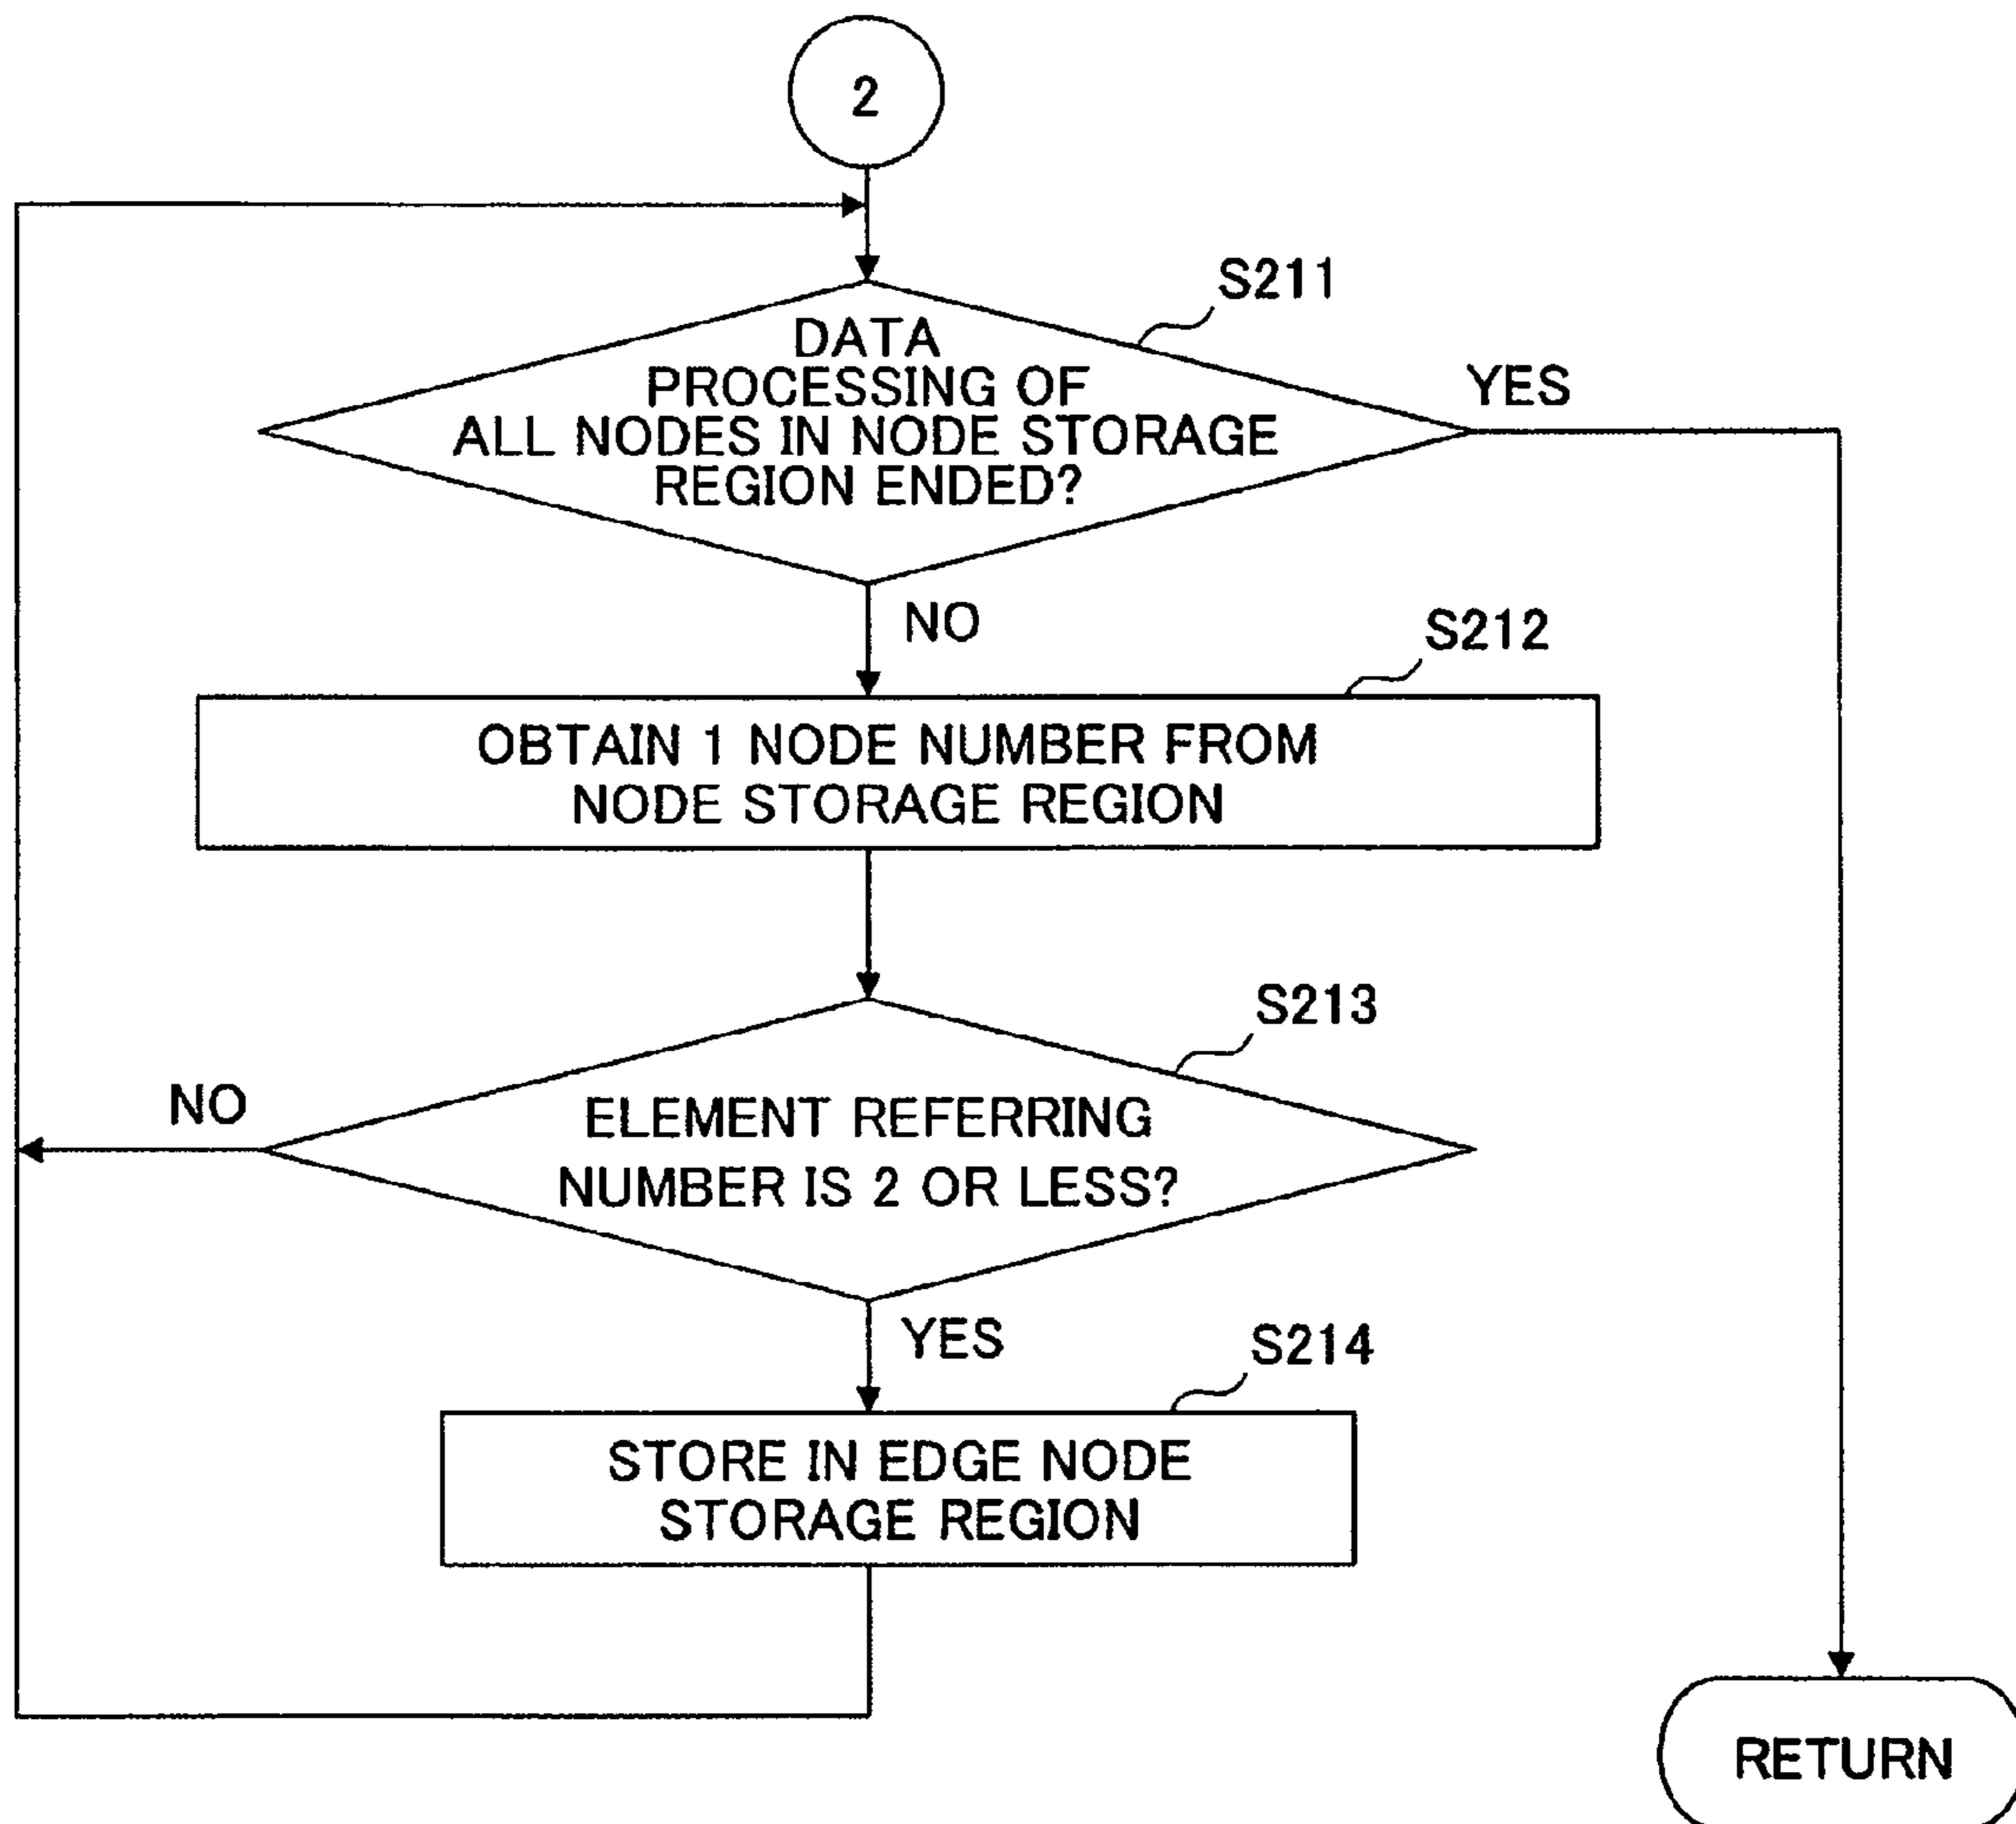 2
S211
DATA
PROCESSING OF
ALL NODES IN NODE STORAGE
REGION ENDED?
YES
NO
S212
OBTAIN 1 NODE NUMBER FROM
NODE STORAGE REGION
S213
NO
ELEMENT REFERRING
NUMBER IS 2 OR LESS?
YES
S214
STORE IN EDGE NODE
STORAGE REGION
RETURN